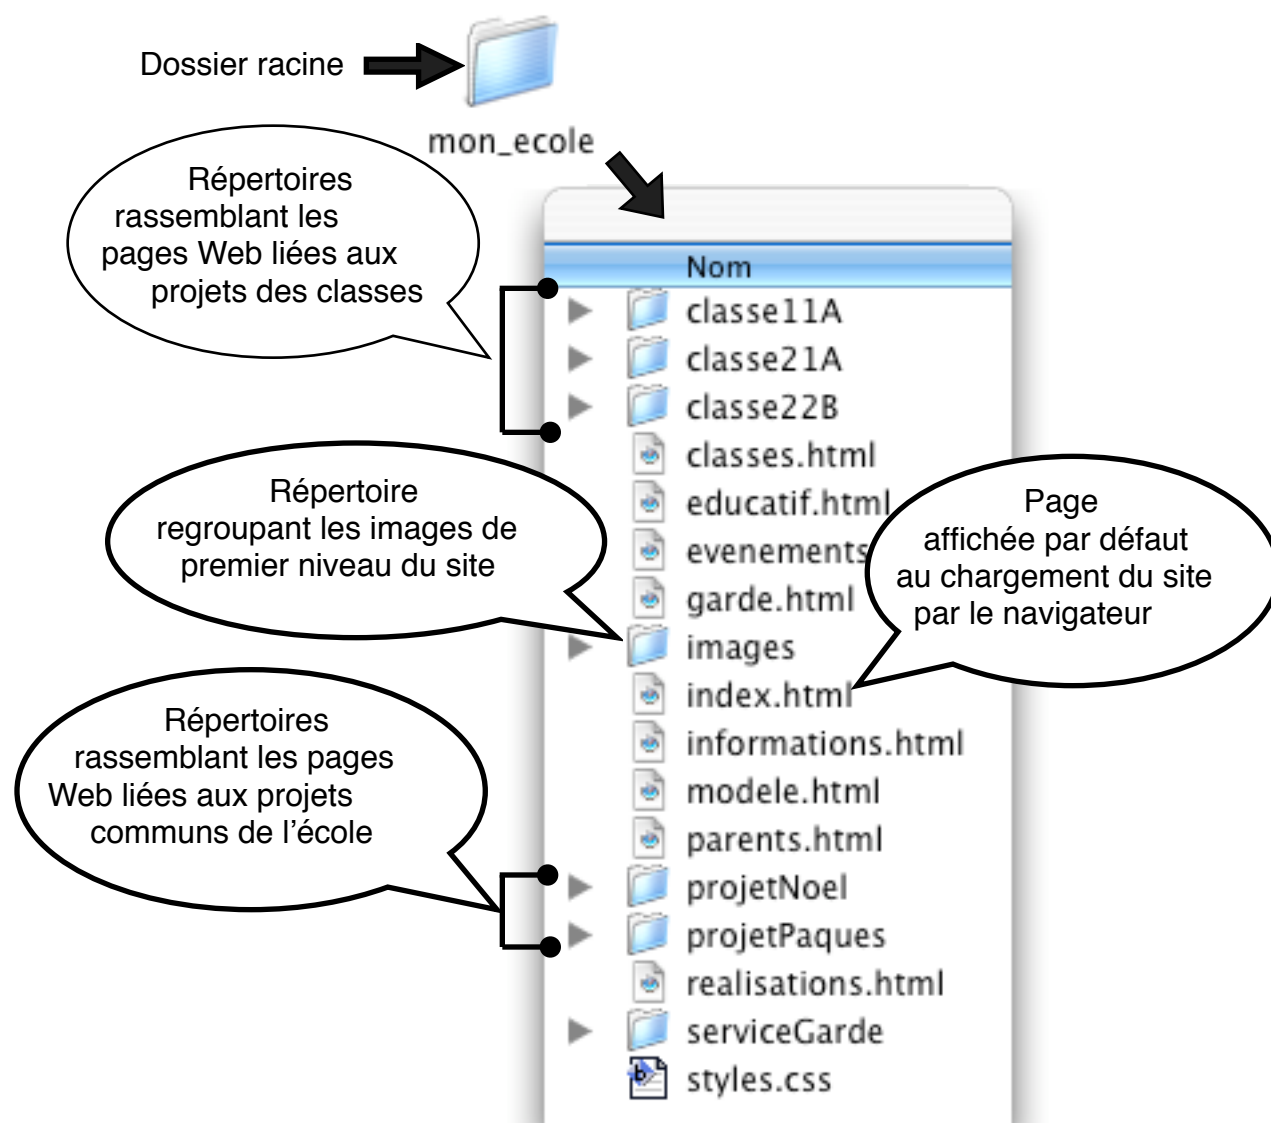 Dossier racine
mon_ecole
Répertoires
rassemblant les
pages Web liées aux
projets des classes
Nom
classe11A
classe21A
classe22B
classes.html
educatif.html
evenements
garde.html
images
index.html
informations.html
modele.html
parents.html
projetNoel
projetPaques
realisations.html
serviceGarde
styles.css
Répertoire
regroupant les images de
premier niveau du site
Page
affichée par défaut
au chargement du site
par le navigateur
Répertoires
rassemblant les pages
Web liées aux projets
communs de l'école